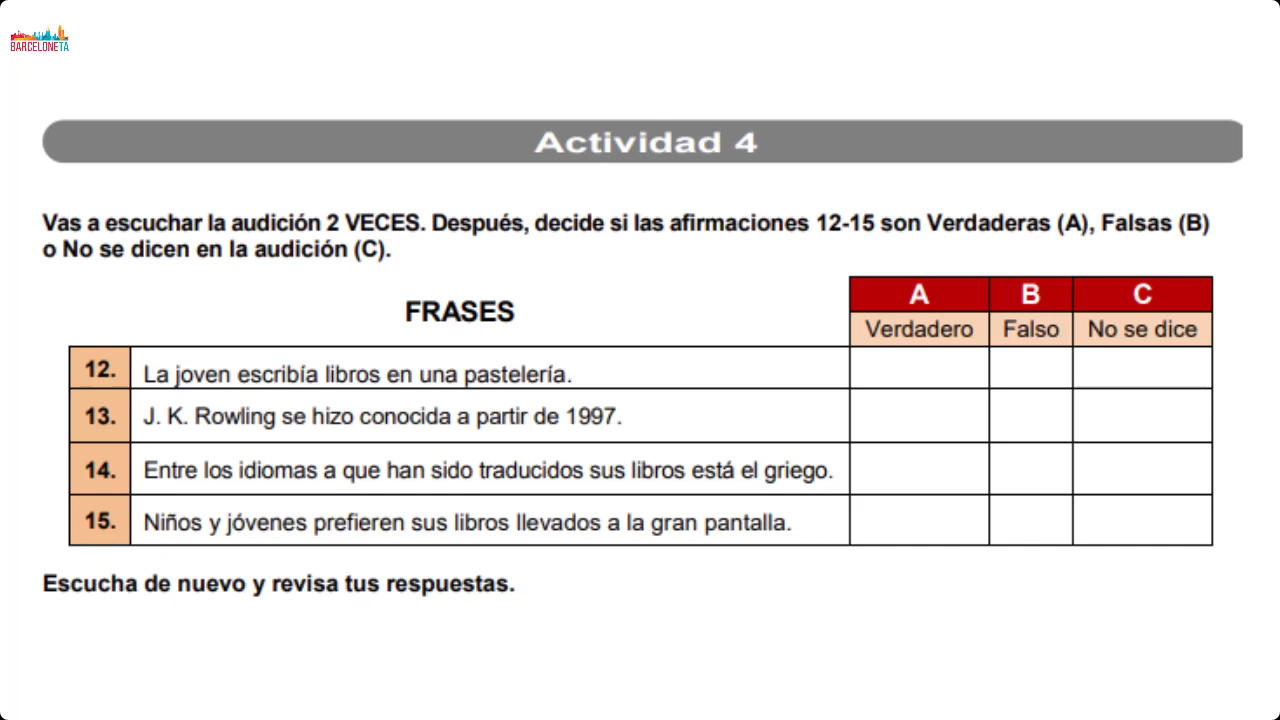 BARCELONETA
Actividad 4
Vas a escuchar la audición 2 VECES. Después, decide si las afirmaciones 12-15 son Verdaderas (A), Falsas (B)
o No se dicen en la audición (C).
FRASES
A B C
Verdadero Falso No se dice
12. La joven escribía libros en una pastelería.
13. J. K. Rowling se hizo conocida a partir de 1997.
14. Entre los idiomas a que han sido traducidos sus libros está el griego.
15. Niños y jóvenes prefieren sus libros llevados a la gran pantalla.
Escucha de nuevo y revisa tus respuestas.